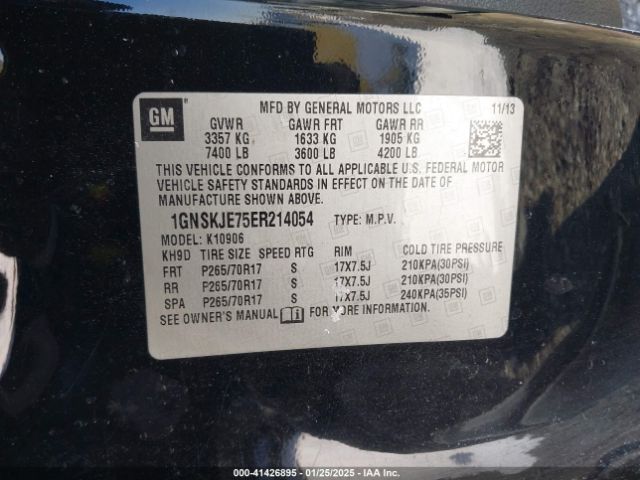 GM
MFD BY GENERAL MOTORS LLC 11/13
GVWR GAWR FRT GAWR RR
3357 KG 1633 KG 1905 KG
7400 LB 3600 LB 4200 LB
THIS VEHICLE CONFORMS TO ALL APPLICABLE U.S. FEDERAL MOTOR
VEHICLE SAFETY STANDARDS IN EFFECT ON THE DATE OF
MANUFACTURE SHOWN ABOVE.
1GNSKJE75ER214054 TYPE: M.P.V.
MODEL: K10906
KH9D TIRE SIZE SPEED RTG RIM COLD TIRE PRESSURE
FRT P265/70R17 S 17X7.5J 210KPA(30PSI)
RR P265/70R17 S 17X7.5J 210KPA(30PSI)
SPA P265/70R17 S 17X7.5J 240KPA(35PSI)
SEE OWNER'S MANUAL FOR MORE INFORMATION.
000-41426895 - 01/25/2025 - IAA Inc.